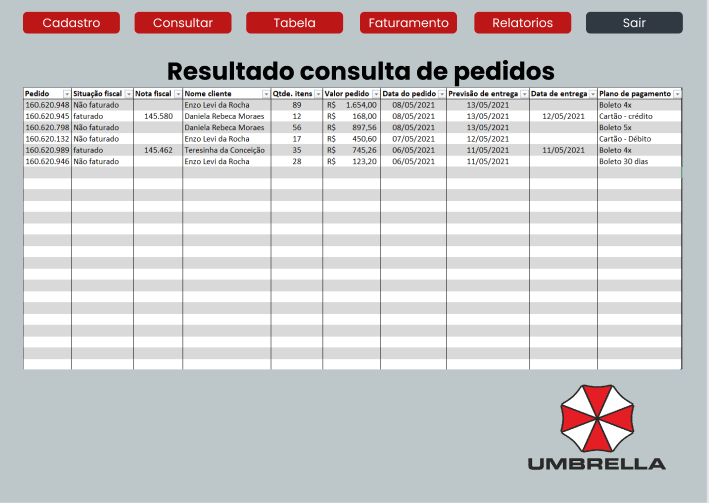 Cadastro Consultar Tabela Faturamento Relatorios Sair
Resultado consulta de pedidos
Pedido Situação fiscal Nota fiscal Nome cliente Qtde. itens Valor pedido Data do pedido Previsão de entrega Data de entrega Plano de pagamento
160.620.948 Não faturado Enzo Levi da Rocha 89 R$ 1.654,00 08/05/2021 13/05/2021 Boleto 4x
160.620.945 faturado 145.580 Daniela Rebeca Moraes 12 R$ 168,00 08/05/2021 13/05/2021 12/05/2021 Cartão - crédito
160.620.798 Não faturado Daniela Rebeca Moraes 56 R$ 897,56 08/05/2021 13/05/2021 Boleto 5x
160.620.132 Não faturado Enzo Levi da Rocha 17 R$ 450,60 07/05/2021 12/05/2021 Cartão - Débito
160.620.989 faturado 145.462 Teresinha da Conceição 35 R$ 745,26 06/05/2021 11/05/2021 11/05/2021 Boleto 4x
160.620.946 Não faturado Enzo Levi da Rocha 28 R$ 123,20 06/05/2021 11/05/2021 Boleto 30 dias
UMBRELLA